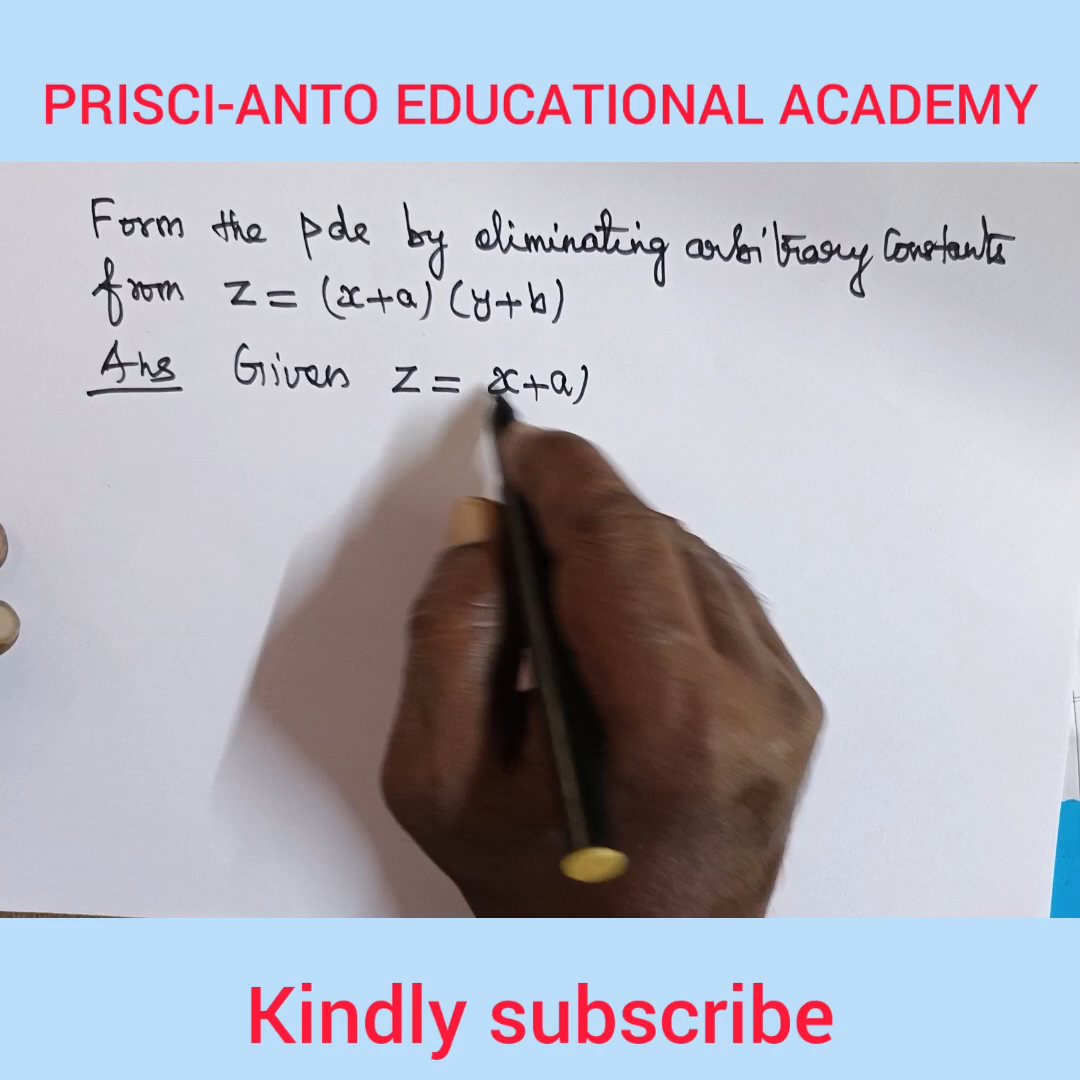 PRISCI-ANTO EDUCATIONAL ACADEMY
Form the pde by eliminating arbitrary Constants
from z = (x+a) (y+b)
Ans Given z = x+a)
Kindly subscribe